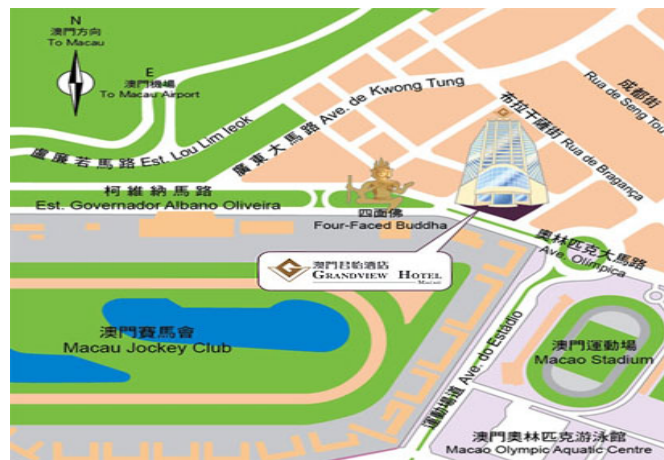 N
澳門方向
To Macau
E
澳門機場
To Macau Airport
盧廉若馬路 Est. Lou Lim Ieok
廣東大馬路 Ave. de Kwong Tung
成都街
Rua de Seng Tou
布拉干薩街 Rua de Bragança
柯維納馬路
Est. Governador Albano Oliveira
四面佛
Four-Faced Buddha
奧林匹克大馬路
Ave. Olímpica
澳門君怡酒店
GRANDVIEW HOTEL
Macau
澳門賽馬會
Macau Jockey Club
運動場道 Ave. do Estádio
澳門運動場
Macao Stadium
澳門奧林匹克游泳館
Macao Olympic Aquatic Centre